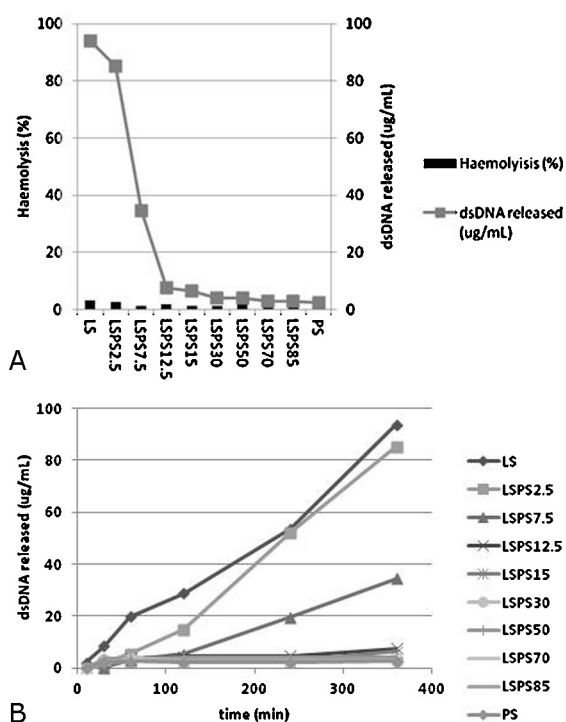 100
80
60
40
20
0
Haemolysis (%)
100
80
60
40
20
0
dsDNA released (ug/mL)
LS
LSPS2.5
LSPS7.5
LSPS12.5
LSPS15
LSPS30
LSPS50
LSPS70
LSPS85
PS
Haemolyisis (%)
dsDNA released
(ug/mL)
A
100
80
60
40
20
0
dsDNA released (ug/mL)
0
100
200
300
400
time (min)
LS
LSPS2.5
LSPS7.5
LSPS12.5
LSPS15
LSPS30
LSPS50
LSPS70
LSPS85
PS
B